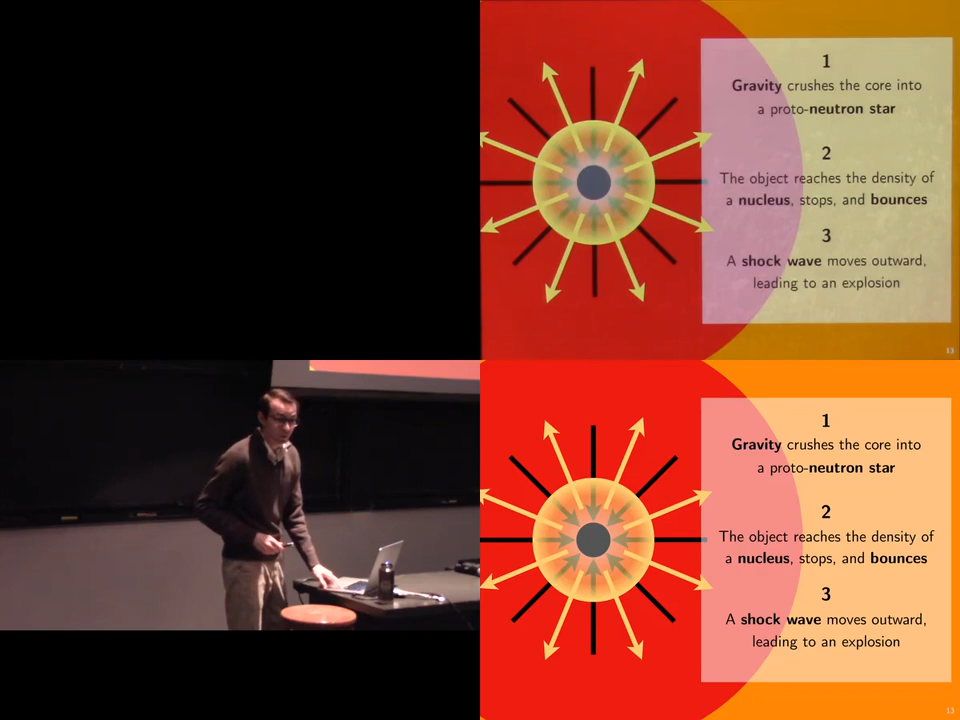 1
Gravity crushes the core into
a proto-neutron star
2
The object reaches the density of
a nucleus, stops, and bounces
3
A shock wave moves outward,
leading to an explosion
13
1
Gravity crushes the core into
a proto-neutron star
2
The object reaches the density of
a nucleus, stops, and bounces
3
A shock wave moves outward,
leading to an explosion
13